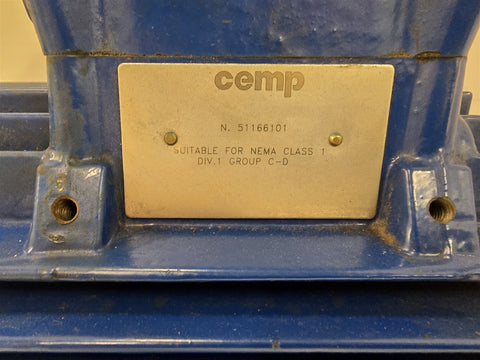 cemp
N. 51166101
SUITABLE FOR NEMA CLASS 1
DIV.1 GROUP C-D